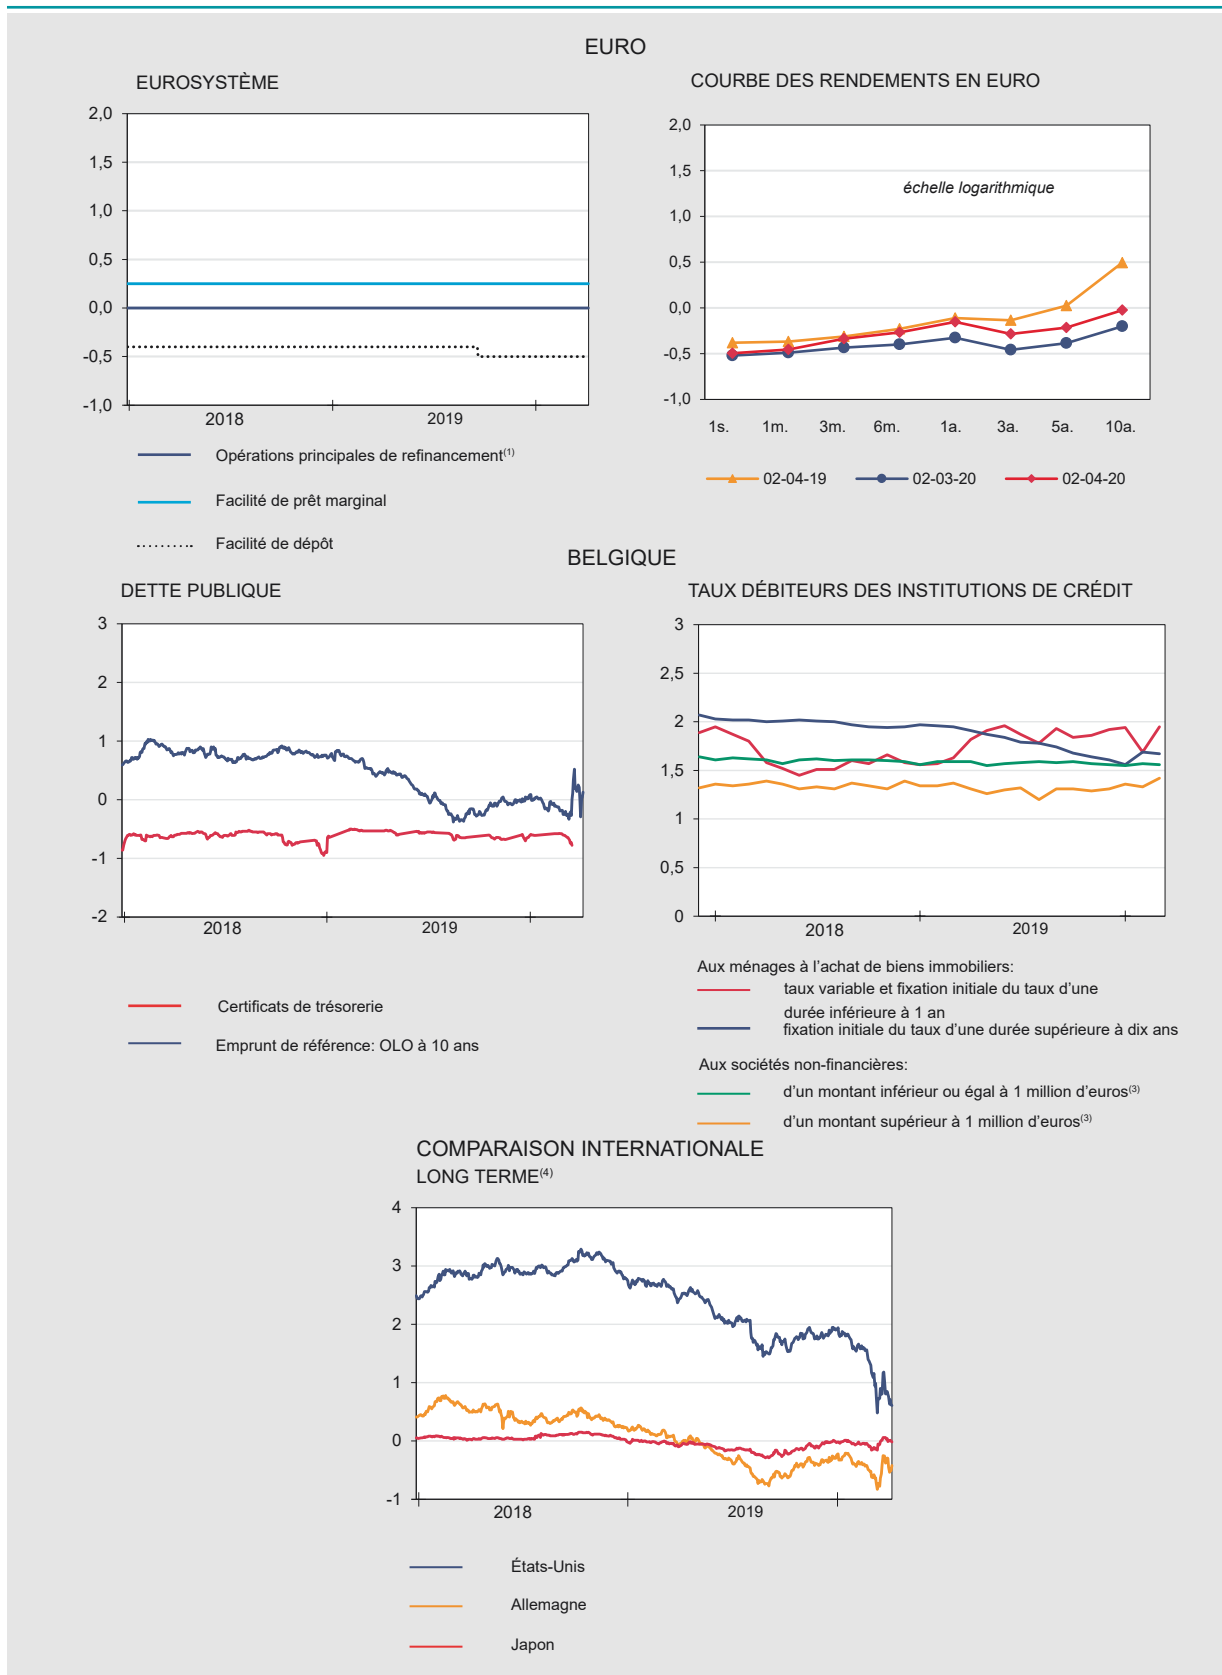 EURO
EUROSYSTÈME
2,0
1,5
1,0
0,5
0,0
-0,5
-1,0
2018
2019
Opérations principales de refinancement(1)
Facilité de prêt marginal
Facilité de dépôt
COURBE DES RENDEMENTS EN EURO
2,0
1,5
1,0
0,5
0,0
-0,5
-1,0
échelle logarithmique
1s.
1m.
3m.
6m.
1a.
3a.
5a.
10a.
02-04-19
02-03-20
02-04-20
BELGIQUE
DETTE PUBLIQUE
3
2
1
0
-1
-2
2018
2019
Certificats de trésorerie
Emprunt de référence: OLO à 10 ans
TAUX DÉBITEURS DES INSTITUTIONS DE CRÉDIT
3
2,5
2
1,5
1
0,5
0
2018
2019
Aux ménages à l'achat de biens immobiliers:
taux variable et fixation initiale du taux d'une
durée inférieure à 1 an
fixation initiale du taux d'une durée supérieure à dix ans
Aux sociétés non-financières:
d'un montant inférieur ou égal à 1 million d'euros(3)
d'un montant supérieur à 1 million d'euros(3)
COMPARAISON INTERNATIONALE
LONG TERME(4)
4
3
2
1
0
-1
2018
2019
États-Unis
Allemagne
Japon